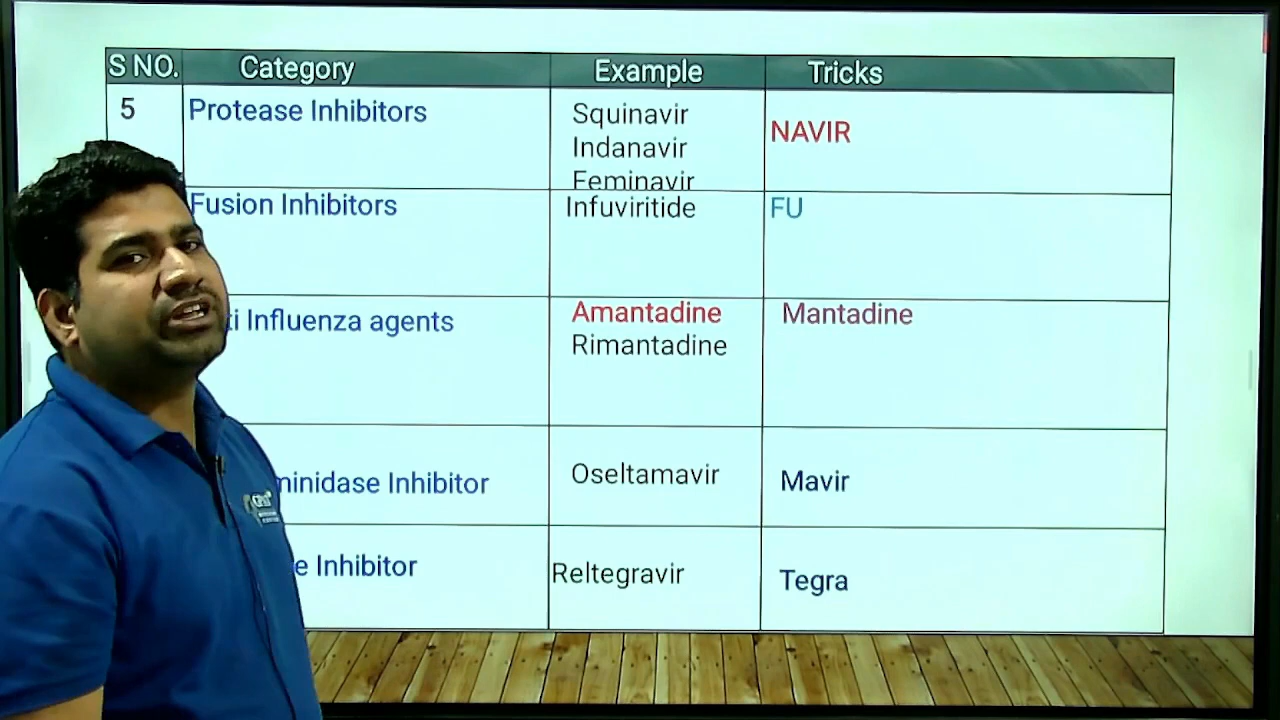 S NO. Category Example Tricks
5 Protease Inhibitors Squinavir NAVIR
Indanavir
Feminavir
Fusion Inhibitors Infuviritide FU
ti Influenza agents Amantadine Mantadine
Rimantadine
minidase Inhibitor Oseltamavir Mavir
e Inhibitor Reltegravir Tegra